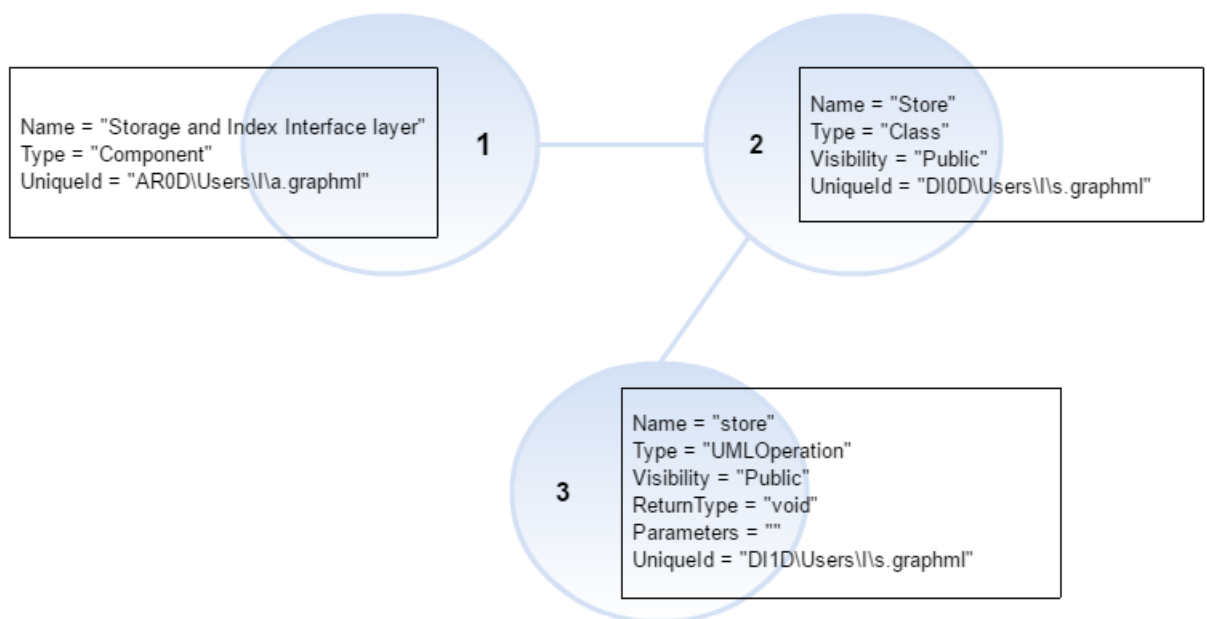 Name = "Storage and Index Interface layer"
Type = "Component"
UniqueId = "AR0D\Users\I\a.graphml"
1
2
Name = "Store"
Type = "Class"
Visibility = "Public"
UniqueId = "DI0D\Users\I\s.graphml"
3
Name = "store"
Type = "UMLOperation"
Visibility = "Public"
ReturnType = "void"
Parameters = ""
UniqueId = "DI1D\Users\I\s.graphml"